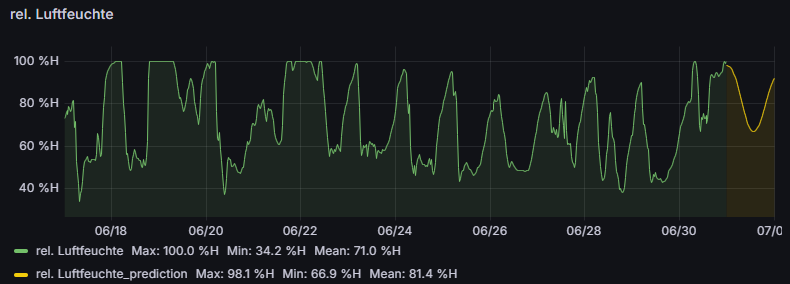 rel. Luftfeuchte
100 %H
80 %H
60 %H
40 %H
06/18 06/20 06/22 06/24 06/26 06/28 06/30 07/0
rel. Luftfeuchte Max: 100.0 %H Min: 34.2 %H Mean: 71.0 %H
rel. Luftfeuchte_prediction Max: 98.1 %H Min: 66.9 %H Mean: 81.4 %H